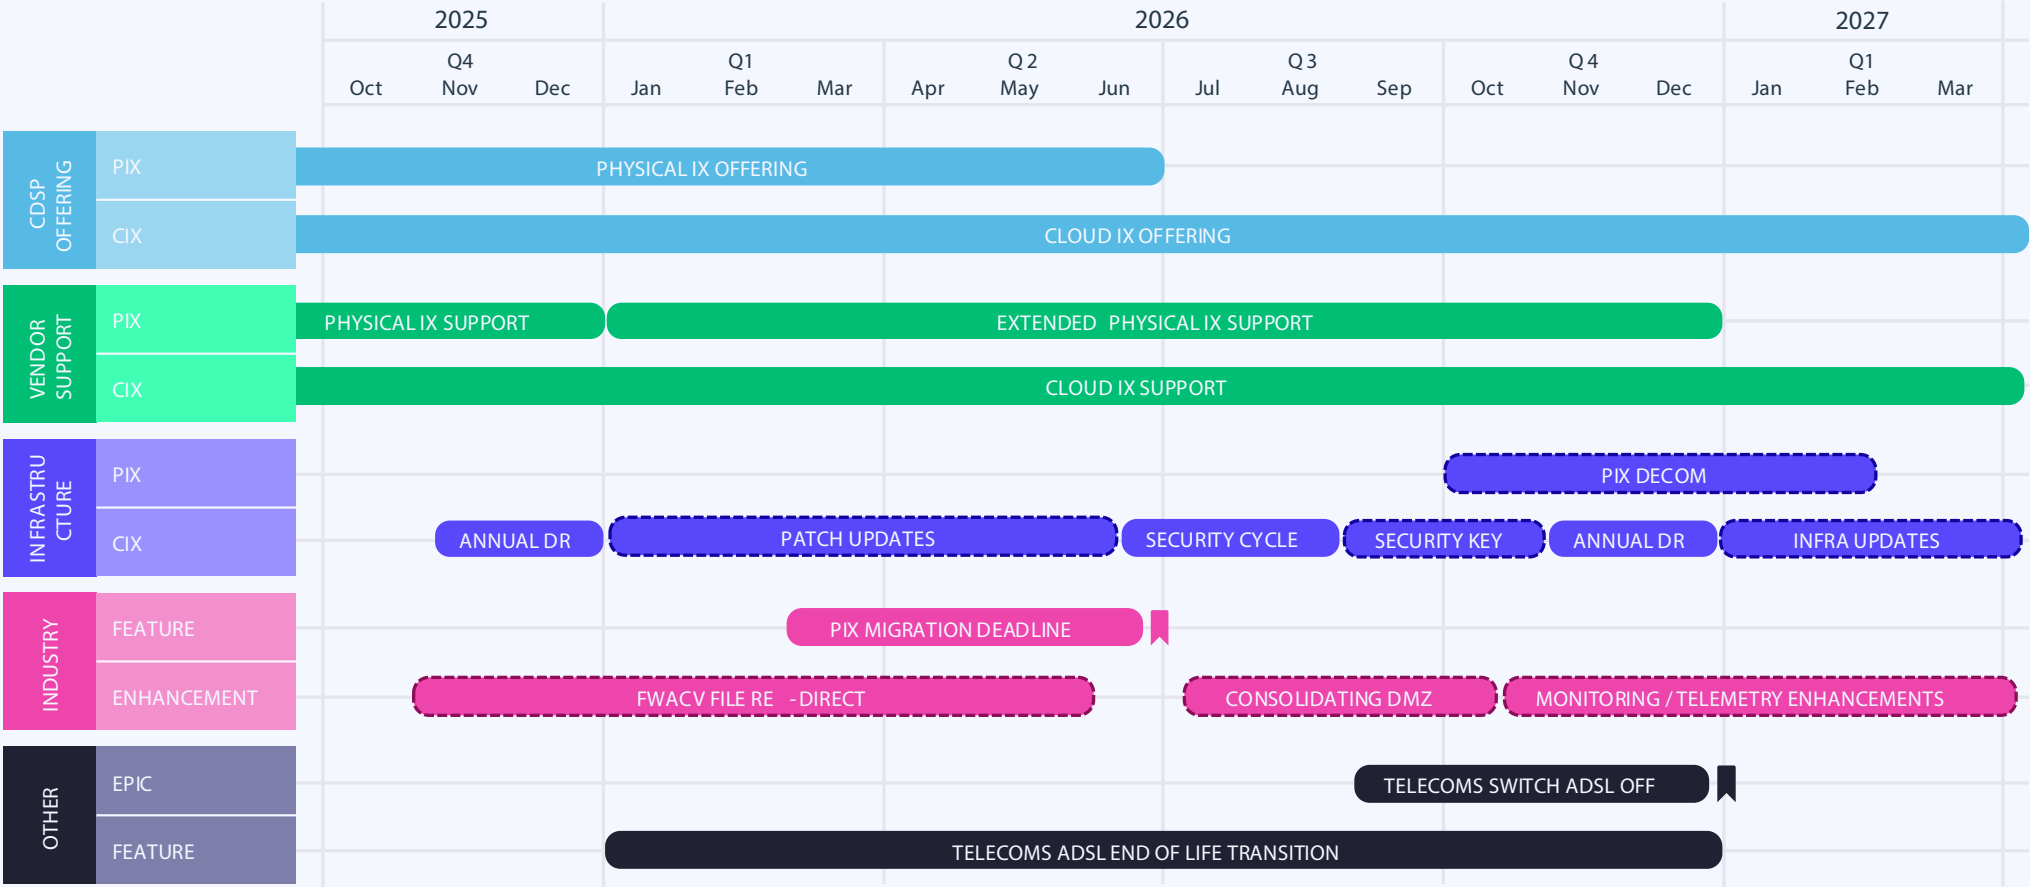 2025 2026 2027
Q4 Q1 Q2 Q3 Q4 Q1
Oct Nov Dec Jan Feb Mar Apr May Jun Jul Aug Sep Oct Nov Dec Jan Feb Mar
CDSP
OFFERING
PIX
PHYSICAL IX OFFERING
CIX
CLOUD IX OFFERING
VENDOR
SUPPORT
PIX
PHYSICAL IX SUPPORT
EXTENDED PHYSICAL IX SUPPORT
CIX
CLOUD IX SUPPORT
INFRASTRU
CTURE
PIX
PIX DECOM
CIX
ANNUAL DR
PATCH UPDATES
SECURITY CYCLE
SECURITY KEY
ANNUAL DR
INFRA UPDATES
INDUSTRY
FEATURE
PIX MIGRATION DEADLINE
ENHANCEMENT
FWACV FILE RE -DIRECT
CONSOLIDATING DMZ
MONITORING / TELEMETRY ENHANCEMENTS
OTHER
EPIC
TELECOMS SWITCH ADSL OFF
FEATURE
TELECOMS ADSL END OF LIFE TRANSITION